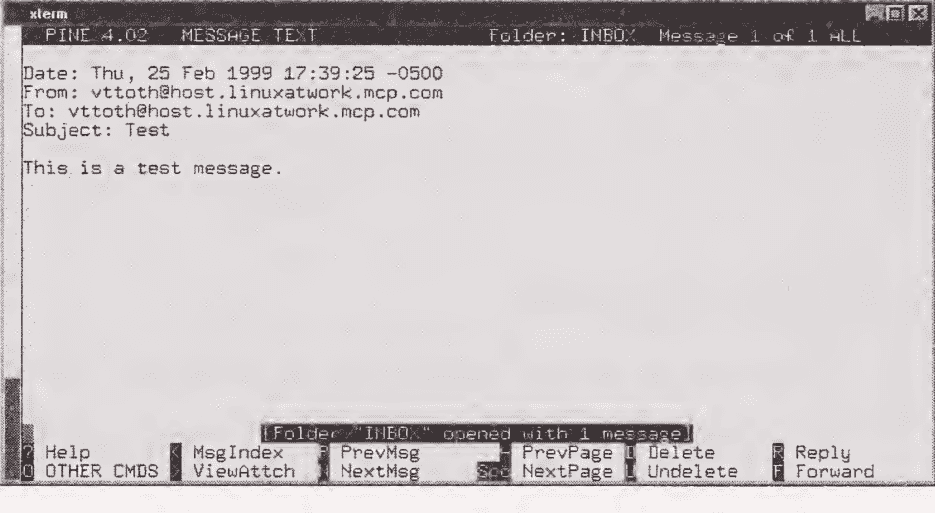 xterm
PINE 4.02 MESSAGE TEXT Folder: INBOX Message 1 of 1 ALL
Date: Thu, 25 Feb 1999 17:39:25 -0500
From: vttoth@host.linuxatwork.mcp.com
To: vttoth@host.linuxatwork.mcp.com
Subject: Test
This is a test message.
[Folder "INBOX" opened with 1 message]
? Help MsgIndex P PrevMsg - PrevPage D Delete R Reply
O OTHER CMDS ViewAttch N NextMsg Spc NextPage U Undelete F Forward